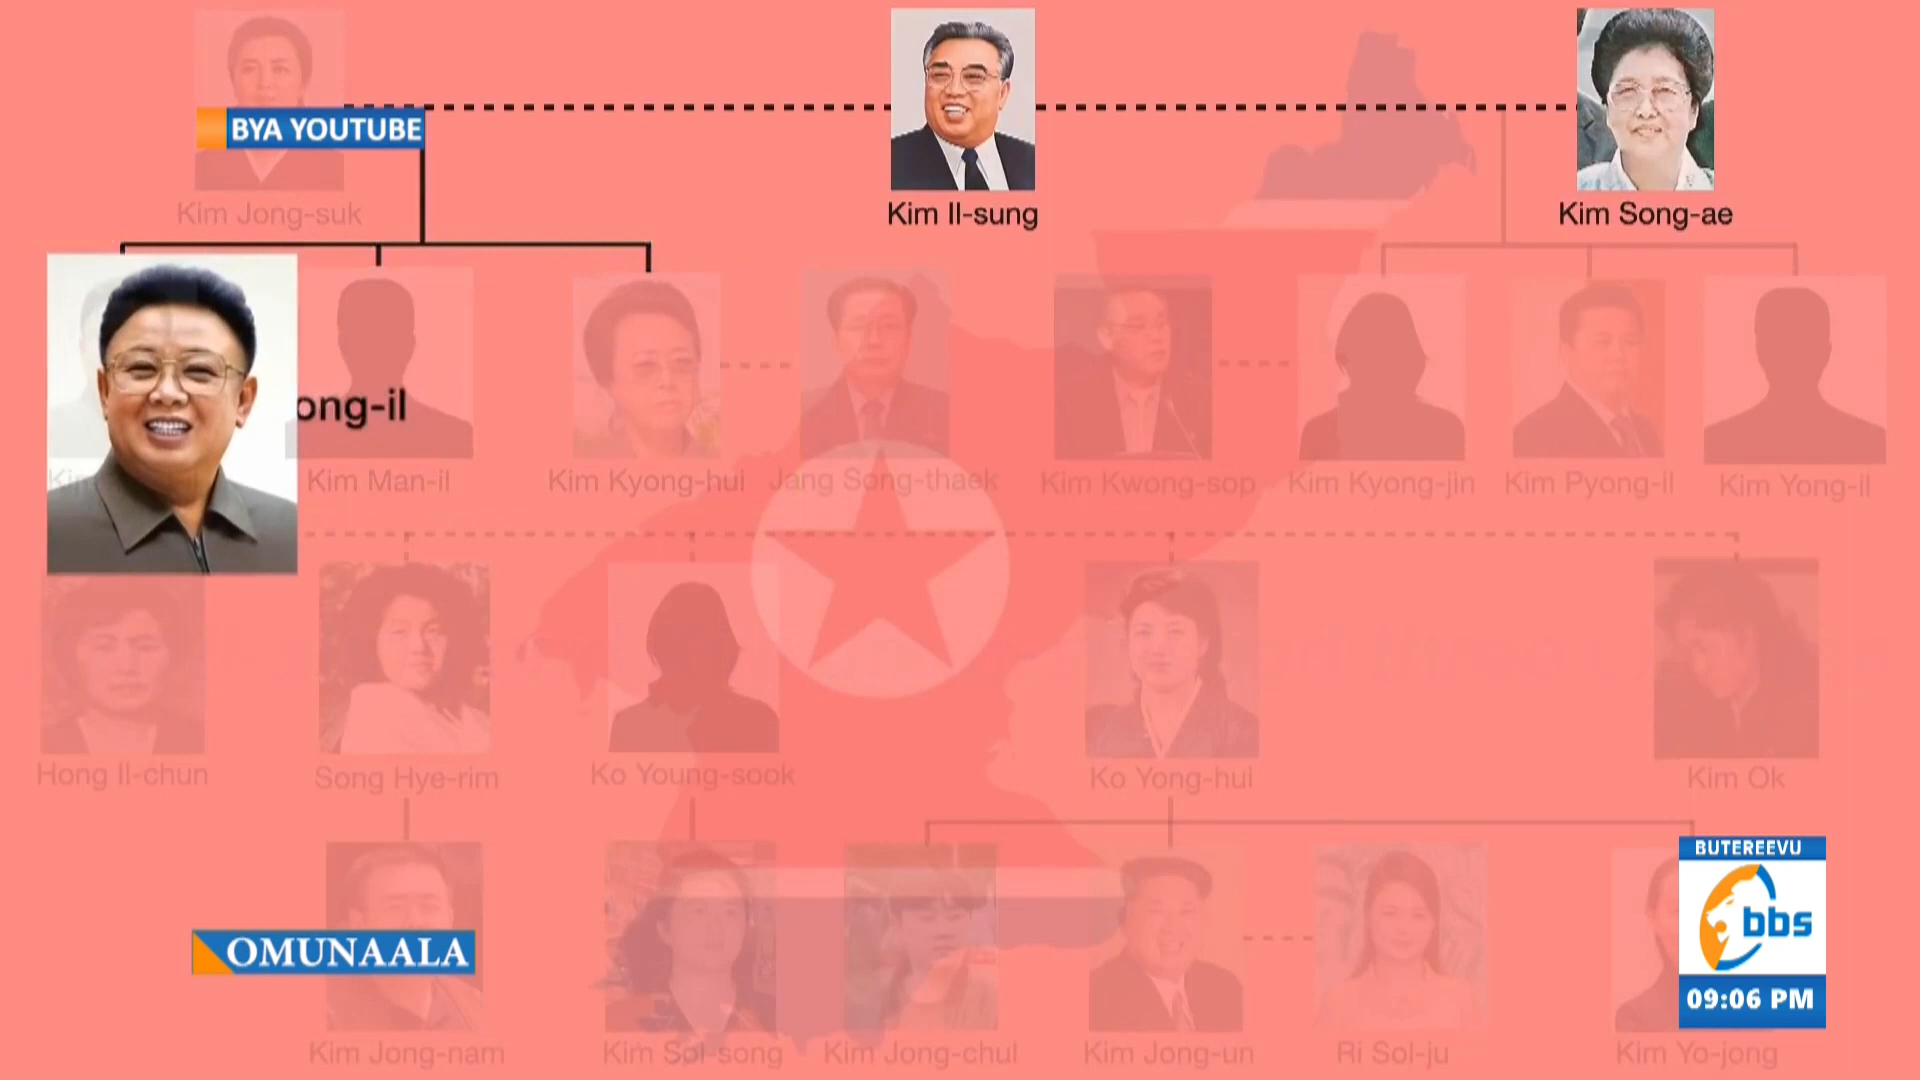 BYA YOUTUBE
Kim Jong-suk
Kim Il-sung
Kim Song-ae
ong-il
Kim Man-il
Kim Kyong-hui
Jang Song-thaek
Kim Kwong-sop
Kim Kyong-jin
Kim Pyong-il
Kim Yong-il
Hong Il-chun
Song Hye-rim
Ko Young-sook
Ko Yong-hui
Kim Ok
BUTEREEVU
bbs
09:06 PM
OMUNAALA
Kim Jong-nam
Kim Sol-song
Kim Jong-chul
Kim Jong-un
Ri Sol-ju
Kim Yo-jong